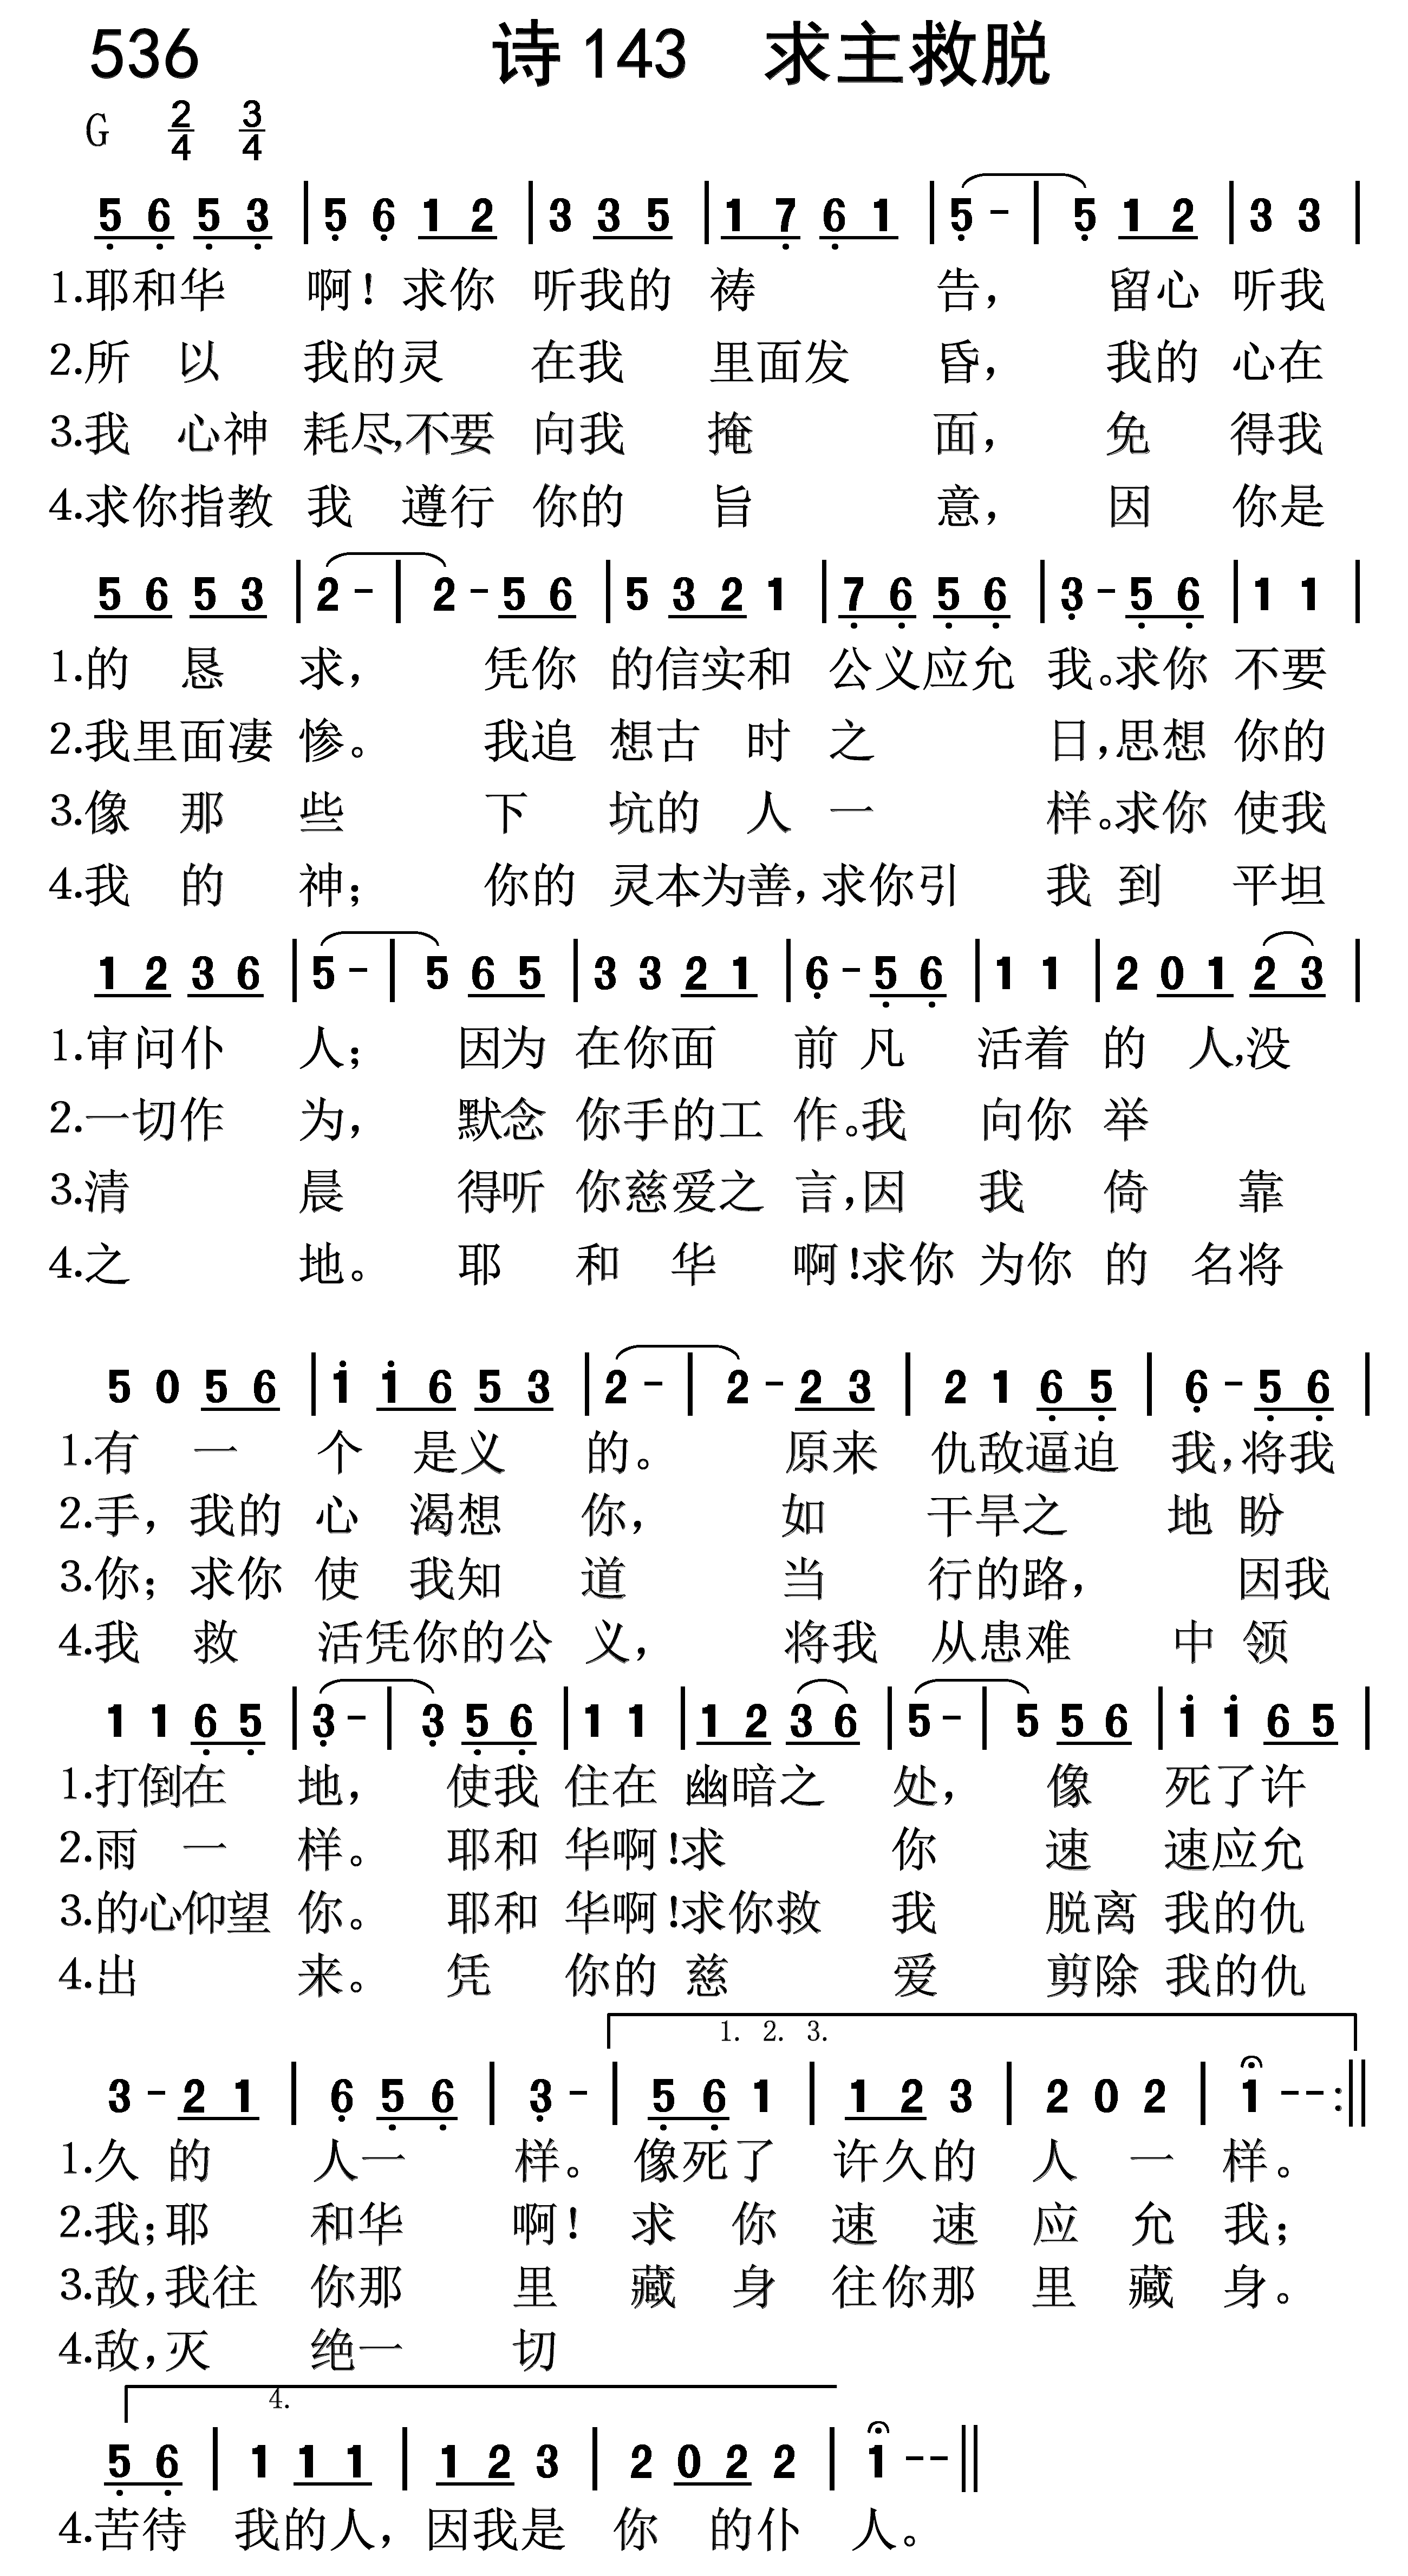 536 诗143 求主救脱
G 2/4 3/4
5 6 5 3 | 5 6 1 2 | 3 3 5 | 1 7 6 1 | 5 - | 5 1 2 | 3 3 |
1.耶和华 啊！求你 听我的 祷 告， 留心 听我
2.所 以 我的灵 在我 里面发 昏， 我的 心在
3.我 心神 耗尽，不要 向我 掩 面， 免 得我
4.求你指教 我 遵行 你的 旨 意， 因 你是
5 6 5 3 | 2 - | 2 - 5 6 | 5 3 2 1 | 7 6 5 6 | 3 - 5 6 | 1 1 |
1.的 恳 求， 凭你 的信实和 公义应允 我。求你 不要
2.我里面凄 惨。 我追 想古 时 之 日，思想 你的
3.像 那 些 下 坑的 人 一 样。求你 使我
4.我 的 神； 你的 灵本为善，求你引 我 到 平坦
1 2 3 6 | 5 - | 5 6 5 | 3 3 2 1 | 6 - 5 6 | 1 1 | 2 0 1 2 3 |
1.审问仆 人； 因为 在你面 前 凡 活着 的 人，没
2.一切作 为， 默念 你手的工 作。我 向你 举
3.清 晨 得听 你慈爱之 言，因 我 倚 靠
4.之 地。 耶 和 华 啊！求你 为你 的 名将
5 0 5 6 | i i 6 5 3 | 2 - | 2 - 2 3 | 2 1 6 5 | 6 - 5 6 |
1.有 一 个 是义 的。 原来 仇敌逼迫 我，将我
2.手，我的 心 渴想 你， 如 干旱之 地 盼
3.你；求你 使 我知 道 当 行的路， 因我
4.我 救 活凭你的公 义， 将我 从患难 中 领
1 1 6 5 | 3 - | 3 5 6 | 1 1 | 1 2 3 6 | 5 - | 5 5 6 | i i 6 5 |
1.打倒在 地， 使我 住在 幽暗之 处， 像 死了许
2.雨 一 样。 耶和 华啊！求 你 速 速应允
3.的心仰望 你。 耶和 华啊！求你救 我 脱离 我的仇
4.出 来。 凭 你的 慈 爱 剪除 我的仇
1. 2. 3.
3 - 2 1 | 6 5 6 | 3 - | 5 6 1 | 1 2 3 | 2 0 2 | 1 - - :||
1.久 的 人一 样。 像死了 许久的 人 一 样。
2.我；耶 和华 啊！ 求 你 速 速 应 允 我；
3.敌，我往 你那 里 藏 身 往你那 里 藏 身。
4.敌，灭 绝一 切
4.
5 6 | 1 1 1 | 1 2 3 | 2 0 2 2 | 1 - - ||
4.苦待 我的人，因我是 你 的仆 人。